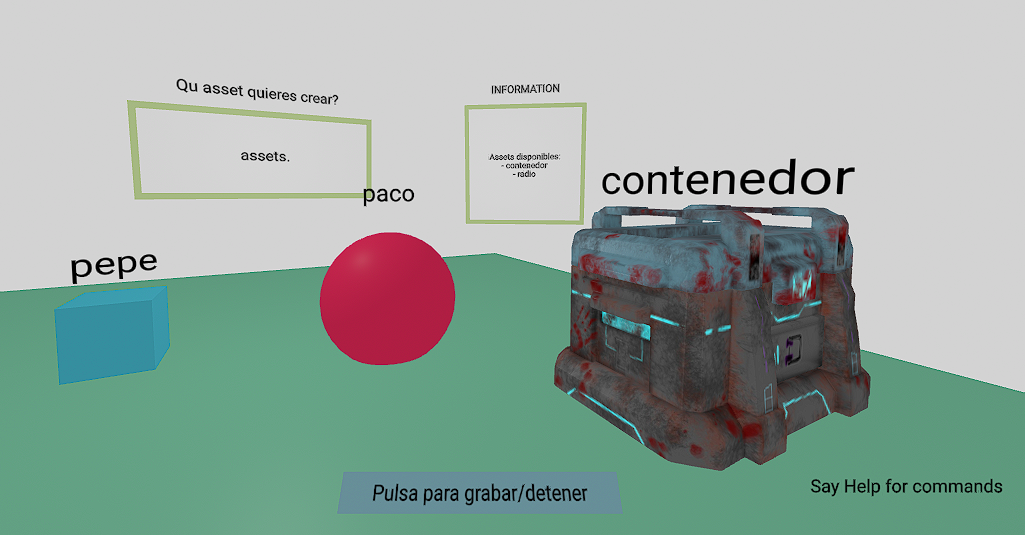 Qu asset quieres crear?
assets.
INFORMATION
Assets disponibles:
- contenedor
- radio
paco
contenedor
pepe
Pulsa para grabar/detener
Say Help for commands